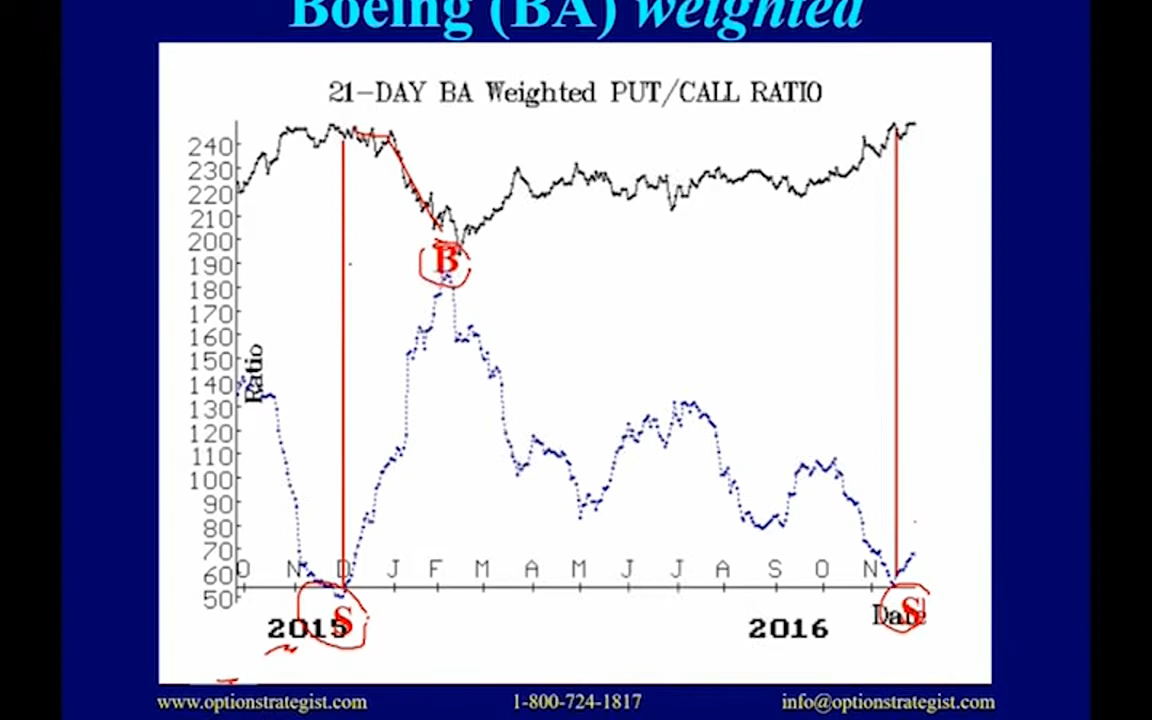 Boeing (BA) weighted
21-DAY BA Weighted PUT/CALL RATIO
240
230
220
210
200
190
180
170
160
150
140
130
120
110
100
90
80
70
60
50
Ratio
B
O N D J F M A M J J A S O N
S
S
Date
2015
2016
www.optionstrategist.com 1-800-724-1817 info@optionstrategist.com